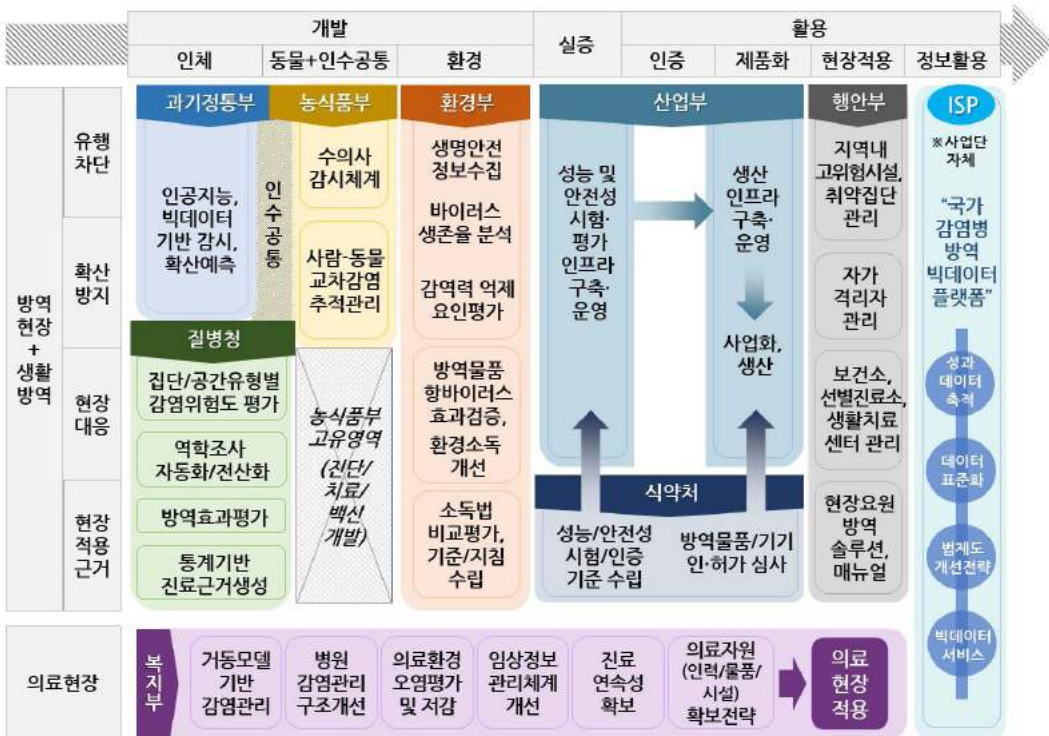 개발
실증
활용
인체
동물+인수공통
환경
인증
제품화
현장적용
정보활용
방역
현장
+
생활
방역
유행
차단
확산
방지
현장
대응
현장
적용
근거
과기정통부
인공지능,
빅데이터
기반 감시,
확산예측
인
수
공
통
농식품부
수의사
감시체계
사람-동물
교차감염
추적관리
질병청
집단/공간유형별
감염위험도 평가
역학조사
자동화/전산화
방역효과평가
통계기반
진료근거생성
농식품부
고유영역
(진단/
치료/
백신
개발)
환경부
생명안전
정보수집
바이러스
생존율 분석
감역력 억제
요인평가
방역물품
항바이러스
효과검증,
환경소독
개선
소독법
비교평가,
기준/지침
수립
산업부
성능 및
안전성
시험·
평가
인프라
구축·
운영
생산
인프라
구축·
운영
사업화,
생산
식약처
성능/안전성
시험/인증
기준 수립
방역물품/기기
인·허가 심사
행안부
지역내
고위험시설,
취약집단
관리
자가
격리자
관리
보건소,
선별진료소,
생활치료
센터 관리
현장요원
방역
솔루션,
매뉴얼
ISP
※사업단
자체
"국가
감염병
방역
빅데이터
플랫폼"
성과
데이터
축적
데이터
표준화
법제도
개선전략
빅데이터
서비스
의료현장
복
지
부
거동모델
기반
감염관리
병원
감염관리
구조개선
의료환경
오염평가
및 저감
임상정보
관리체계
개선
진료
연속성
확보
의료자원
(인력/물품/
시설)
확보전략
의료
현장
적용